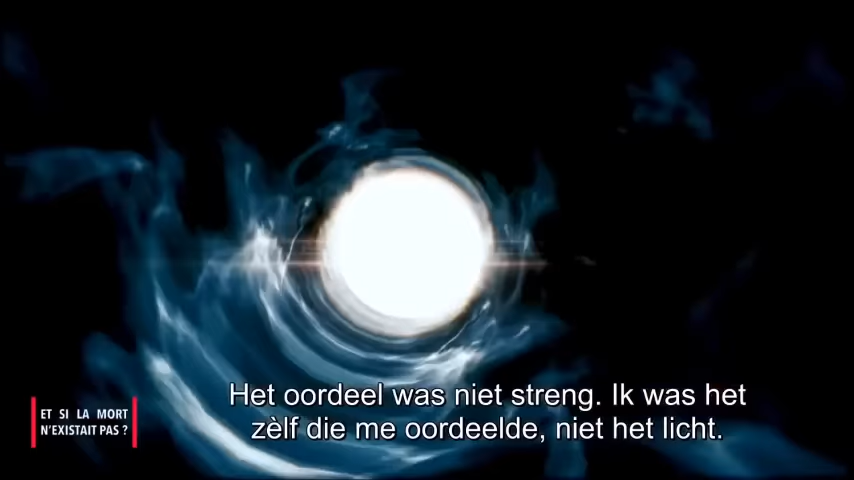 ET SI LA MORT
N'EXISTAIT PAS ?
Het oordeel was niet streng. Ik was het
zèlf die me oordeelde, niet het licht.